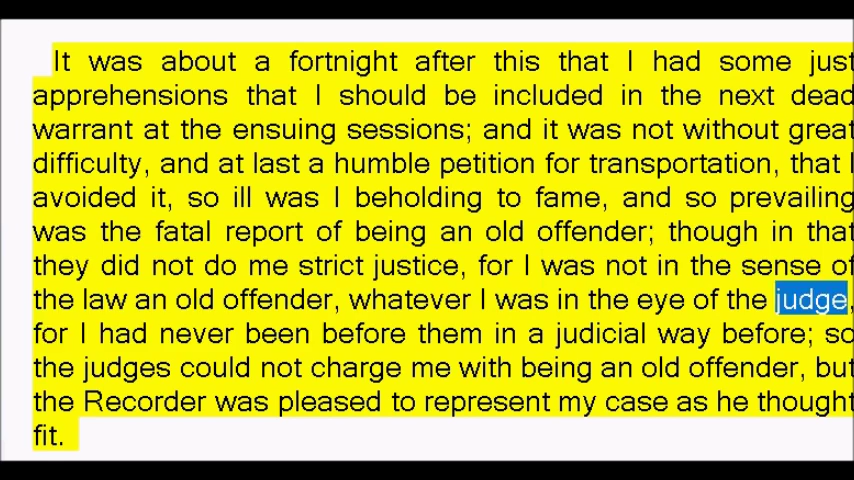 It was about a fortnight after this that I had some just
apprehensions that I should be included in the next dead
warrant at the ensuing sessions; and it was not without great
difficulty, and at last a humble petition for transportation, that I
avoided it, so ill was I beholding to fame, and so prevailing
was the fatal report of being an old offender; though in that
they did not do me strict justice, for I was not in the sense of
the law an old offender, whatever I was in the eye of the judge,
for I had never been before them in a judicial way before; so
the judges could not charge me with being an old offender, but
the Recorder was pleased to represent my case as he thought
fit.